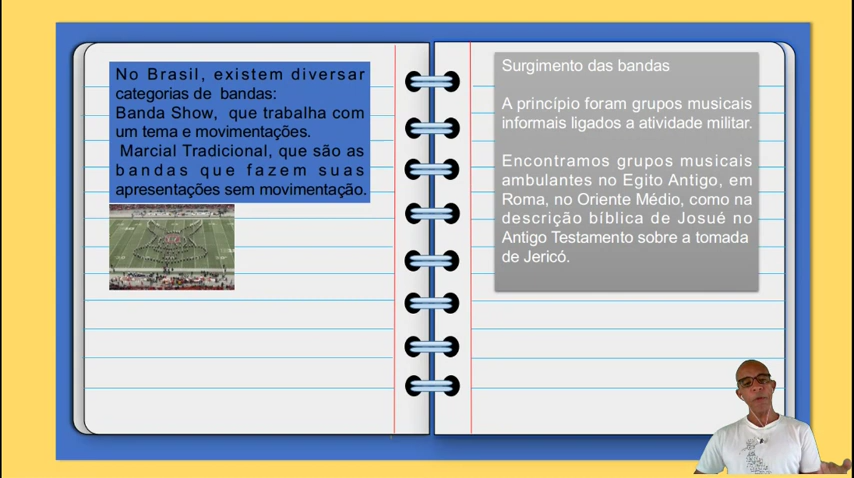 No Brasil, existem diversar
categorias de bandas:
Banda Show, que trabalha com
um tema e movimentações.
Marcial Tradicional, que são as
bandas que fazem suas
apresentações sem movimentação.
Surgimento das bandas
A princípio foram grupos musicais
informais ligados a atividade militar.
Encontramos grupos musicais
ambulantes no Egito Antigo, em
Roma, no Oriente Médio, como na
descrição bíblica de Josué no
Antigo Testamento sobre a tomada
de Jericó.